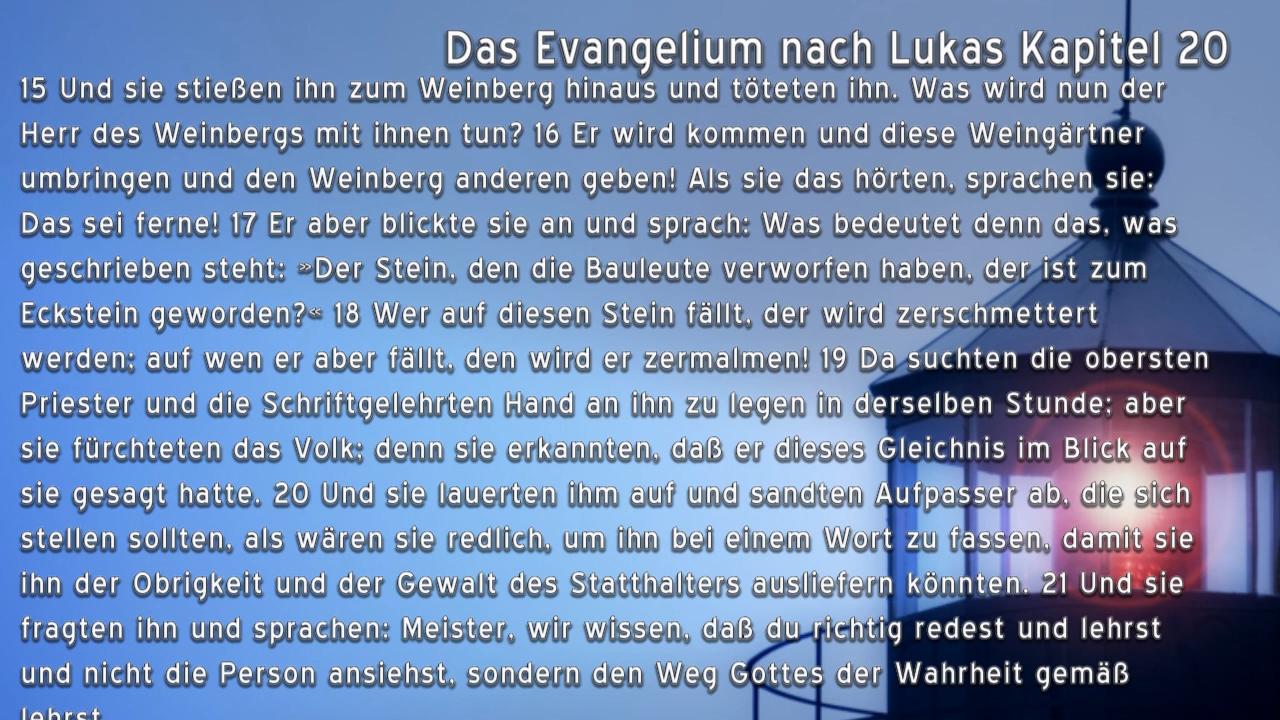 Das Evangelium nach Lukas Kapitel 20
15 Und sie stießen ihn zum Weinberg hinaus und töteten ihn. Was wird nun der
Herr des Weinbergs mit ihnen tun? 16 Er wird kommen und diese Weingärtner
umbringen und den Weinberg anderen geben! Als sie das hörten, sprachen sie:
Das sei ferne! 17 Er aber blickte sie an und sprach: Was bedeutet denn das, was
geschrieben steht: »Der Stein, den die Bauleute verworfen haben, der ist zum
Eckstein geworden?« 18 Wer auf diesen Stein fällt, der wird zerschmettert
werden; auf wen er aber fällt, den wird er zermalmen! 19 Da suchten die obersten
Priester und die Schriftgelehrten Hand an ihn zu legen in derselben Stunde; aber
sie fürchteten das Volk; denn sie erkannten, daß er dieses Gleichnis im Blick auf
sie gesagt hatte. 20 Und sie lauerten ihm auf und sandten Aufpasser ab, die sich
stellen sollten, als wären sie redlich, um ihn bei einem Wort zu fassen, damit sie
ihn der Obrigkeit und der Gewalt des Statthalters ausliefern könnten. 21 Und sie
fragten ihn und sprachen: Meister, wir wissen, daß du richtig redest und lehrst
und nicht die Person ansiehst, sondern den Weg Gottes der Wahrheit gemäß
lehrst.